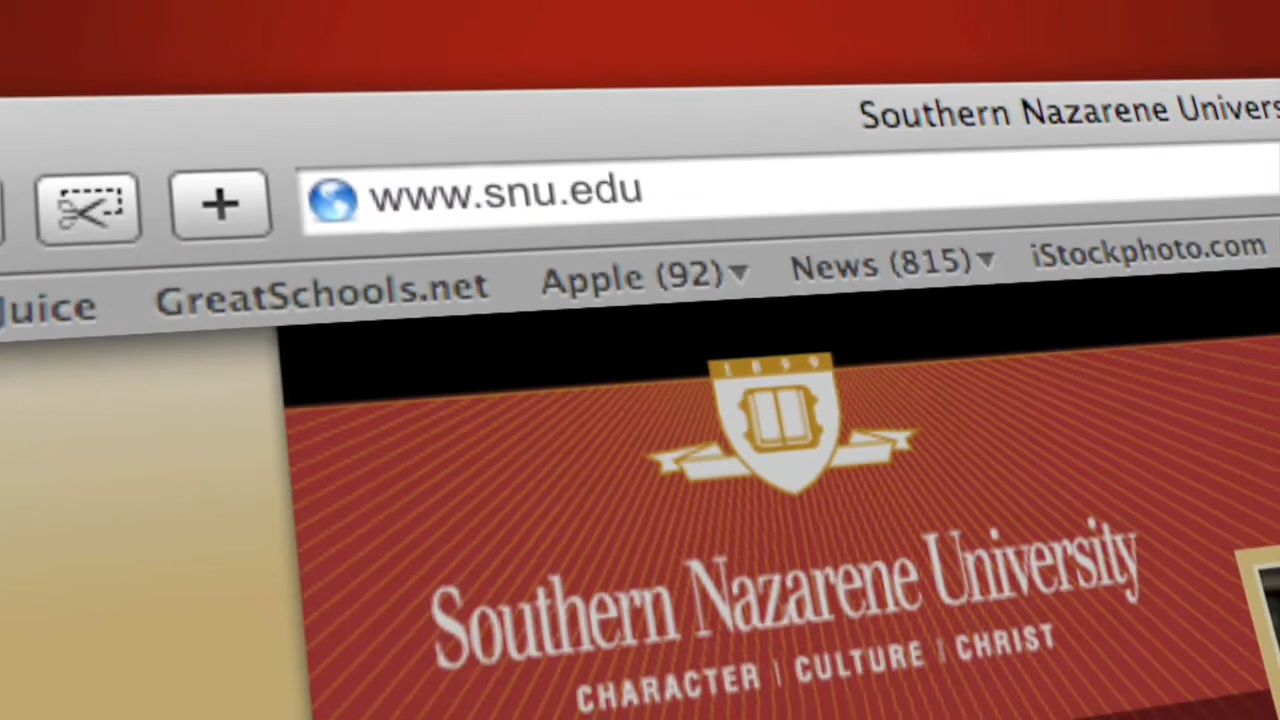 Southern Nazarene Univers
www.snu.edu
Juice GreatSchools.net Apple (92) News (815) iStockphoto.com
1899
Southern Nazarene University
CHARACTER | CULTURE | CHRIST